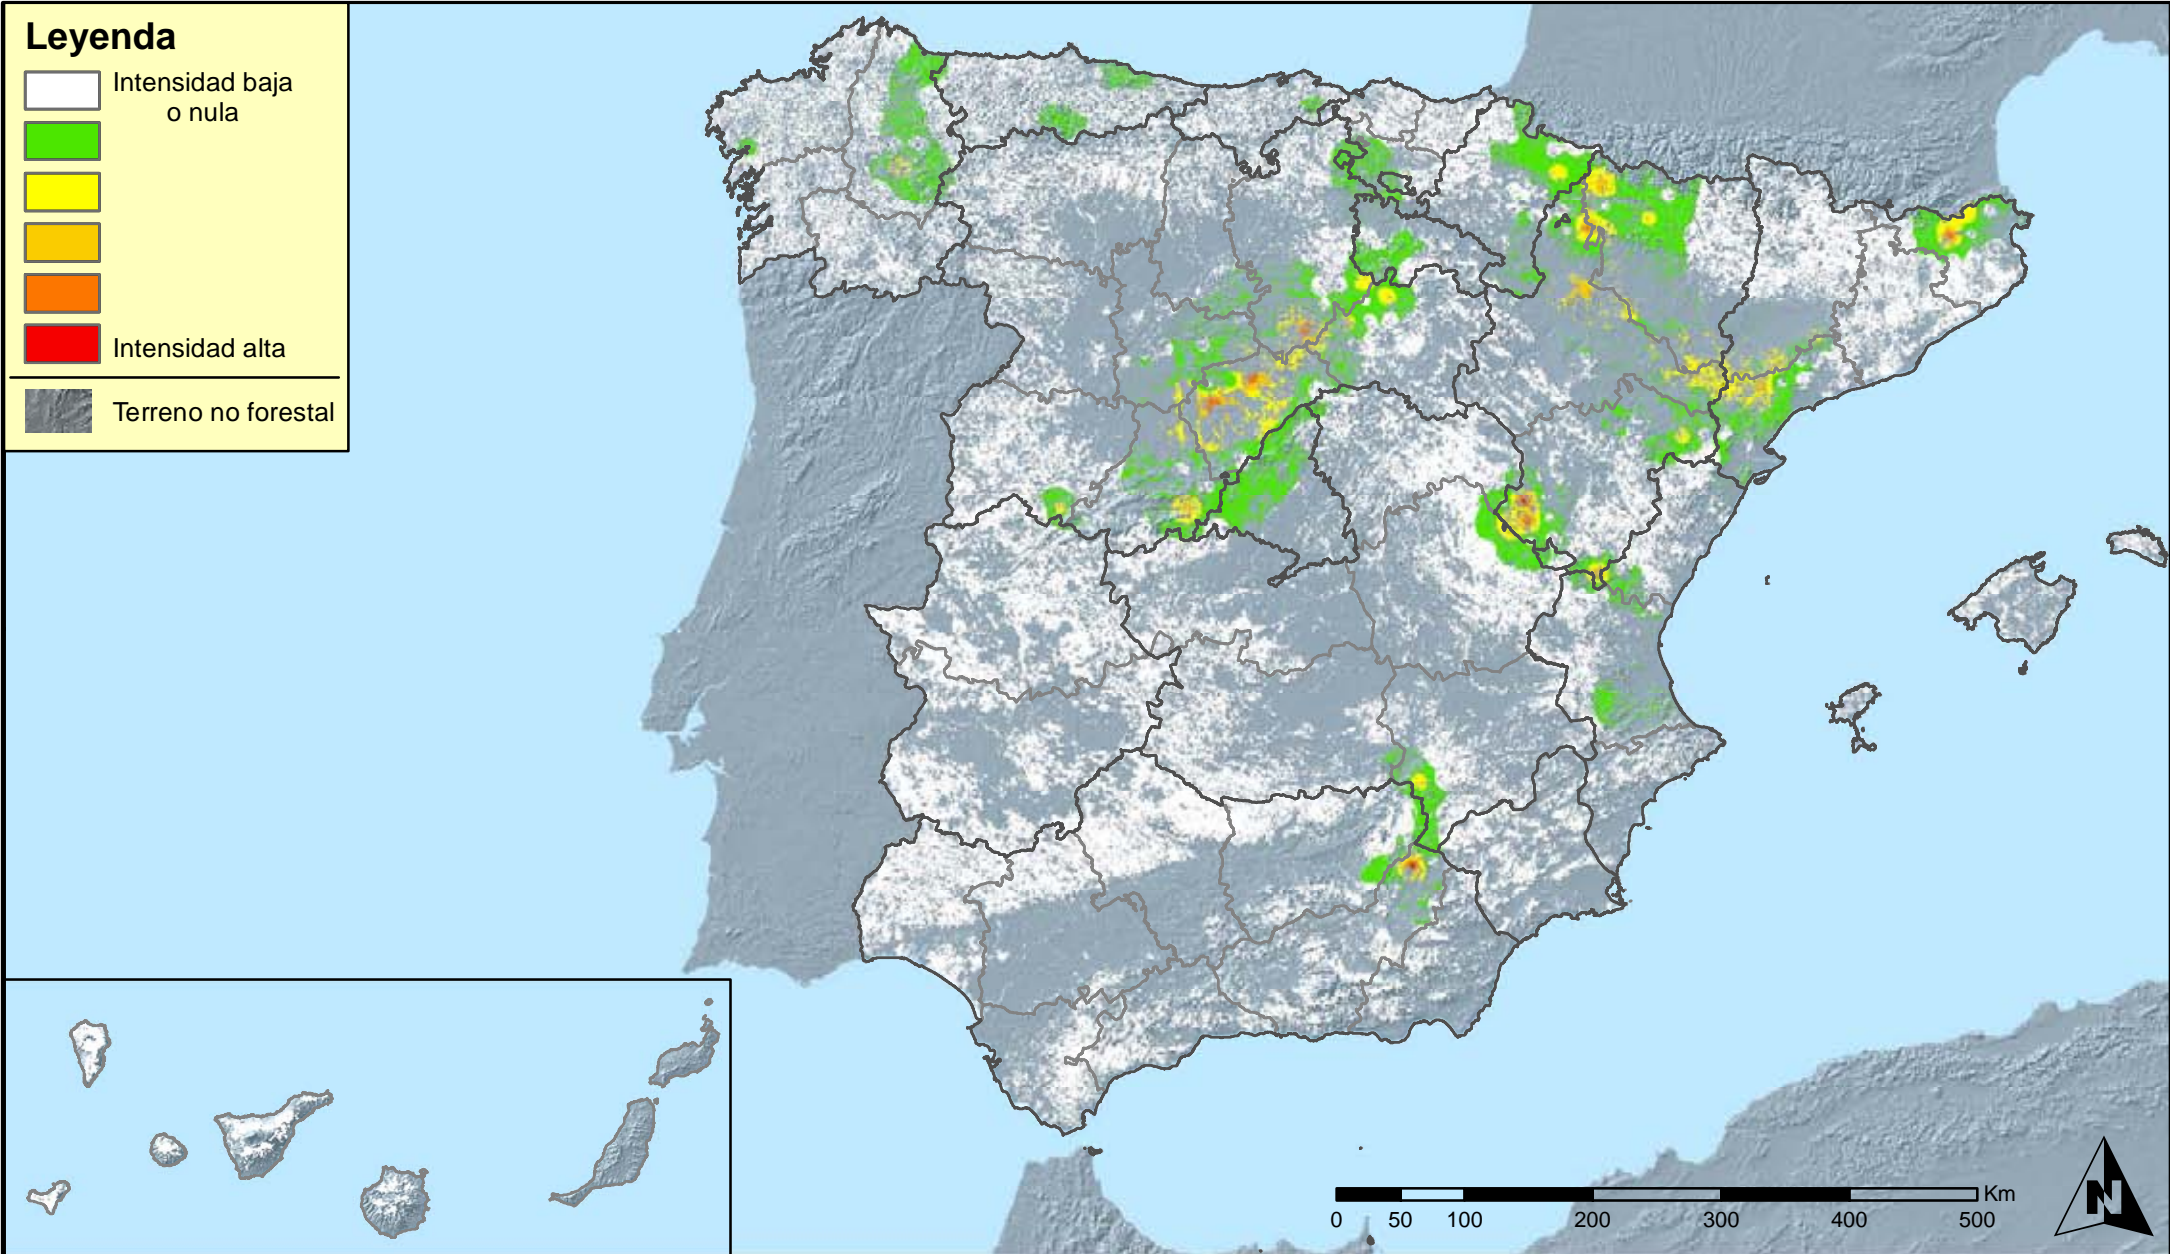 Leyenda
Intensidad baja
o nula
Intensidad alta
Terreno no forestal
Km
0 50 100 200 300 400 500
N